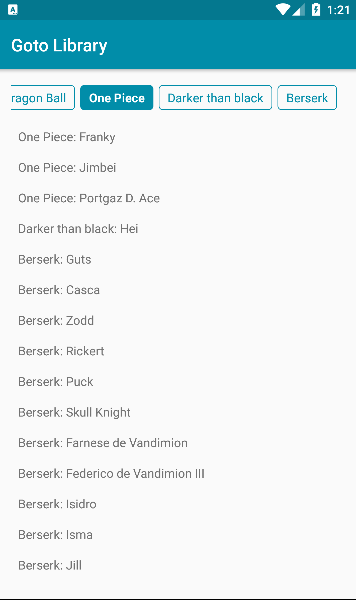 A 1:21
Goto Library
ragon Ball One Piece Darker than black Berserk
One Piece: Franky
One Piece: Jimbei
One Piece: Portgaz D. Ace
Darker than black: Hei
Berserk: Guts
Berserk: Casca
Berserk: Zodd
Berserk: Rickert
Berserk: Puck
Berserk: Skull Knight
Berserk: Farnese de Vandimion
Berserk: Federico de Vandimion III
Berserk: Isidro
Berserk: Isma
Berserk: Jill